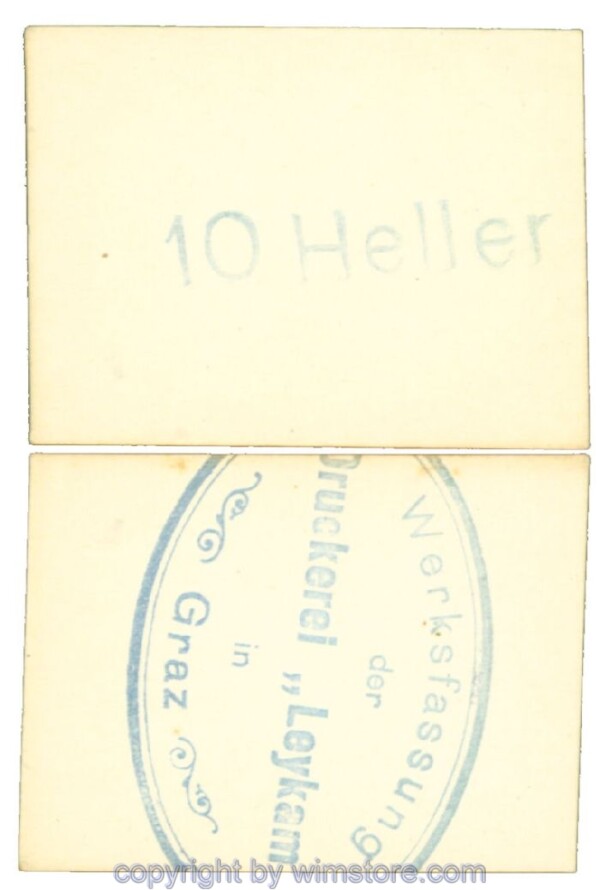 10 Heller
Werksfassung
der
Druckerei „Leykam
in
Graz
copyright by wimstore.com